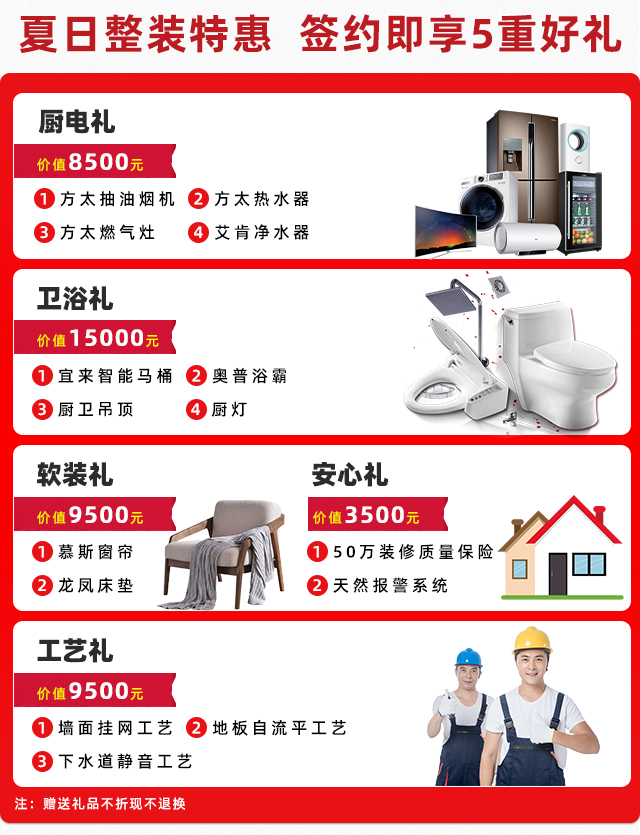 夏日整装特惠 签约即享5重好礼
厨电礼
价值8500元
1 方太抽油烟机 2 方太热水器
3 方太燃气灶 4 艾肯净水器
卫浴礼
价值15000元
1 宜来智能马桶 2 奥普浴霸
3 厨卫吊顶 4 厨灯
软装礼
价值9500元
1 慕斯窗帘
2 龙凤床垫
安心礼
价值3500元
1 50万装修质量保险
2 天然报警系统
工艺礼
价值9500元
1 墙面挂网工艺 2 地板自流平工艺
3 下水道静音工艺
注：赠送礼品不折现不退换